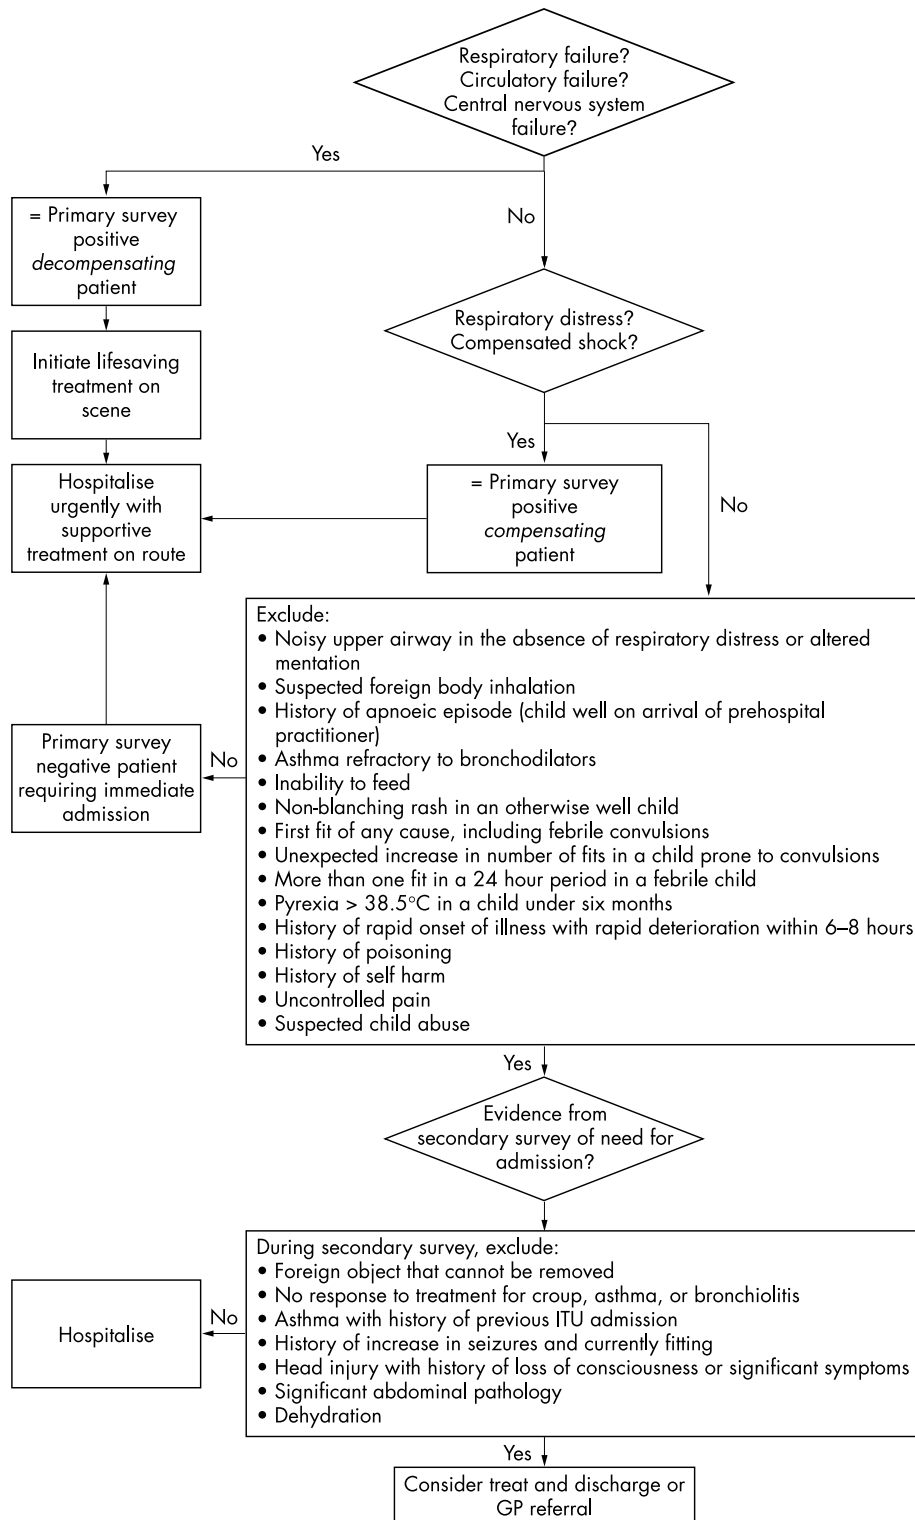 Respiratory failure?
Circulatory failure?
Central nervous system
failure?
Yes
No
= Primary survey
positive
decompensating
patient
Respiratory distress?
Compensated shock?
Initiate lifesaving
treatment on
scene
Yes
No
Hospitalise
urgently with
supportive
treatment on route
= Primary survey
positive
compensating
patient
Exclude:
• Noisy upper airway in the absence of respiratory distress or altered
mentation
• Suspected foreign body inhalation
• History of apnoeic episode (child well on arrival of prehospital
practitioner)
• Asthma refractory to bronchodilators
• Inability to feed
• Non-blanching rash in an otherwise well child
• First fit of any cause, including febrile convulsions
• Unexpected increase in number of fits in a child prone to convulsions
• More than one fit in a 24 hour period in a febrile child
• Pyrexia > 38.5°C in a child under six months
• History of rapid onset of illness with rapid deterioration within 6–8 hours
• History of poisoning
• History of self harm
• Uncontrolled pain
• Suspected child abuse
No
Primary survey
negative patient
requiring immediate
admission
Yes
Evidence from
secondary survey of need for
admission?
During secondary survey, exclude:
• Foreign object that cannot be removed
• No response to treatment for croup, asthma, or bronchiolitis
• Asthma with history of previous ITU admission
• History of increase in seizures and currently fitting
• Head injury with history of loss of consciousness or significant symptoms
• Significant abdominal pathology
• Dehydration
No
Hospitalise
Yes
Consider treat and discharge or
GP referral